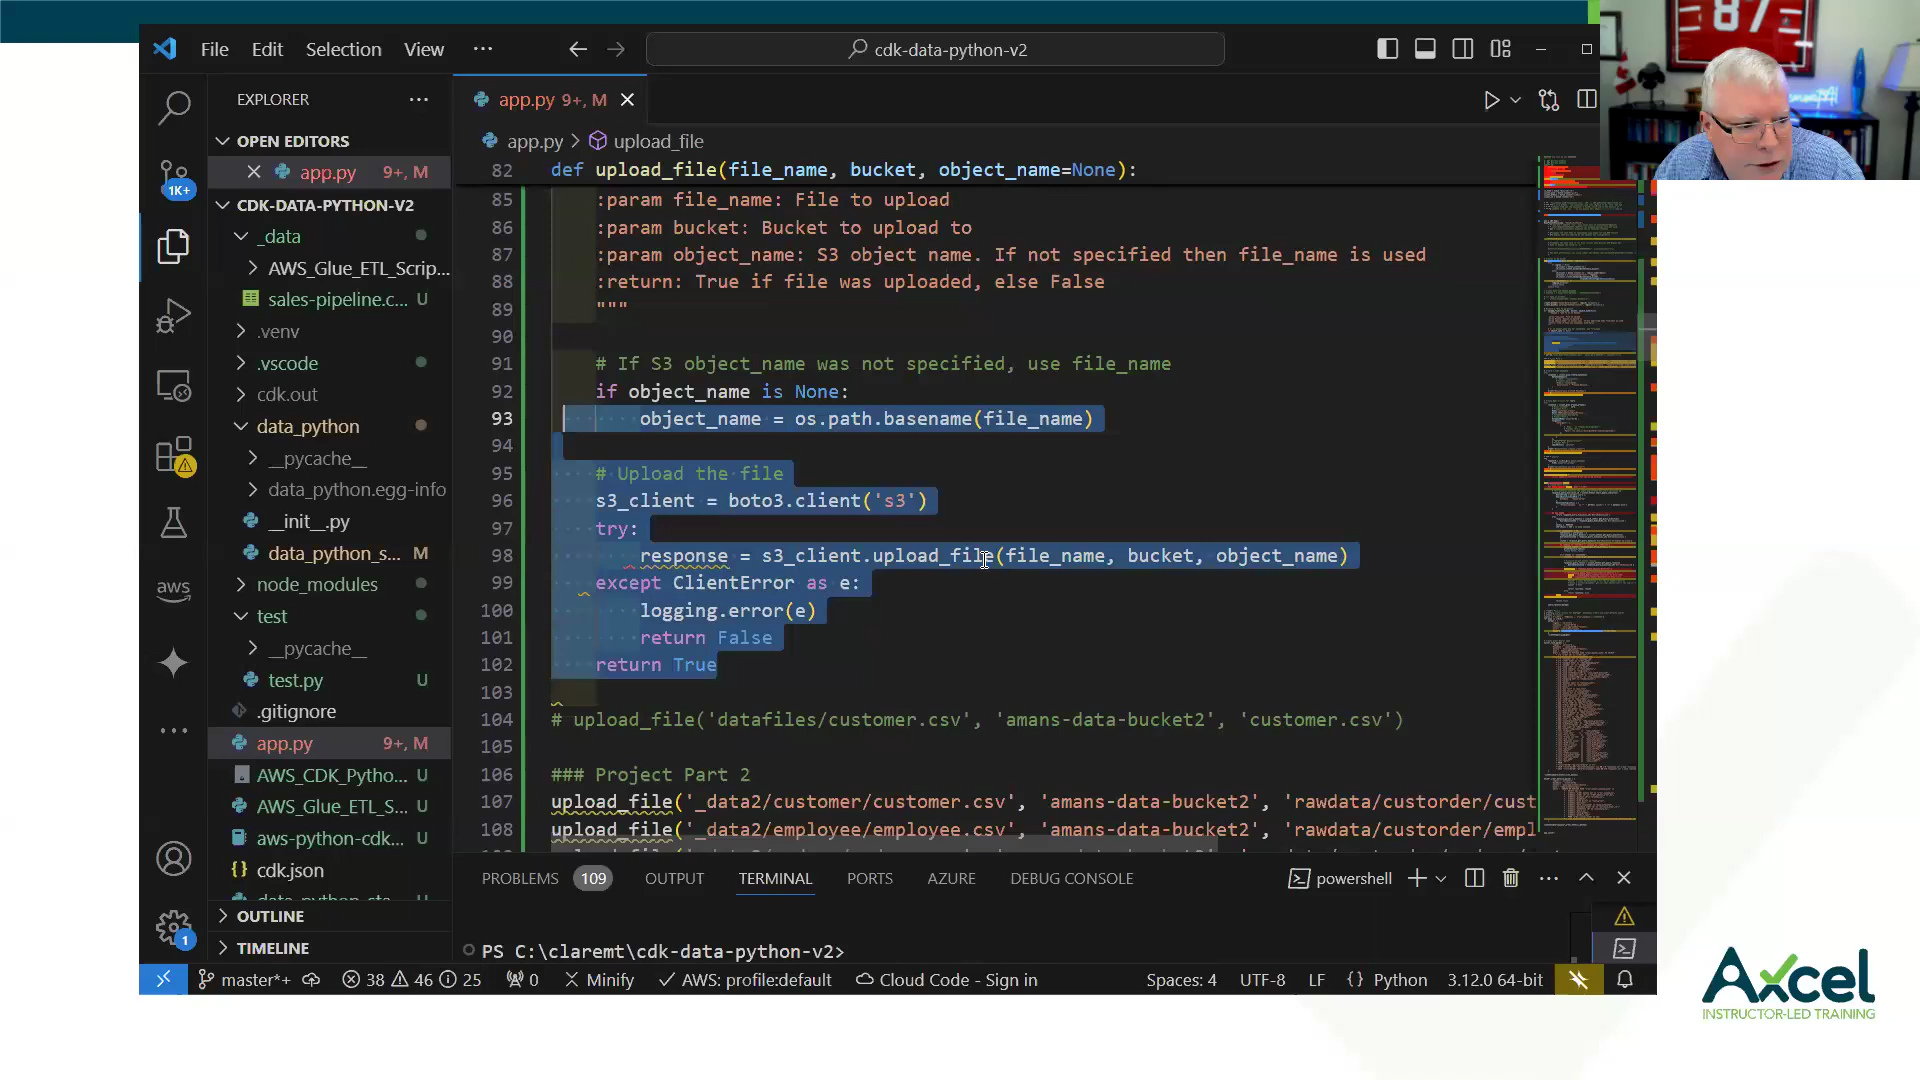 File Edit Selection View ··· cdk-data-python-v2
87
EXPLORER ···
OPEN EDITORS
app.py 9+, M
CDK-DATA-PYTHON-V2
_data
AWS_Glue_ETL_Scrip...
sales-pipeline.c... U
.venv
.vscode
cdk.out
data_python
__pycache__
data_python.egg-info
__init__.py
data_python_s... M
node_modules
test
__pycache__
test.py U
.gitignore
app.py 9+, M
AWS_CDK_Pytho... U
AWS_Glue_ETL_S... U
aws-python-cdk... U
cdk.json
OUTLINE
TIMELINE
1K+
aws
1
app.py 9+, M
app.py > upload_file
82 def upload_file(file_name, bucket, object_name=None):
85 :param file_name: File to upload
86 :param bucket: Bucket to upload to
87 :param object_name: S3 object name. If not specified then file_name is used
88 :return: True if file was uploaded, else False
89 """
90
91 # If S3 object_name was not specified, use file_name
92 if object_name is None:
93 object_name = os.path.basename(file_name)
94
95 # Upload the file
96 s3_client = boto3.client('s3')
97 try:
98 response = s3_client.upload_file(file_name, bucket, object_name)
99 except ClientError as e:
100 logging.error(e)
101 return False
102 return True
103
104 # upload_file('datafiles/customer.csv', 'amans-data-bucket2', 'customer.csv')
105
106 ### Project Part 2
107 upload_file('_data2/customer/customer.csv', 'amans-data-bucket2', 'rawdata/custorder/cust
108 upload_file('_data2/employee/employee.csv', 'amans-data-bucket2', 'rawdata/custorder/empl
PROBLEMS 109 OUTPUT TERMINAL PORTS AZURE DEBUG CONSOLE powershell
PS C:\claremt\cdk-data-python-v2>
master*+ 38 46 25 0 Minify AWS: profile:default Cloud Code - Sign in Spaces: 4 UTF-8 LF Python 3.12.0 64-bit
Axcel
INSTRUCTOR-LED TRAINING